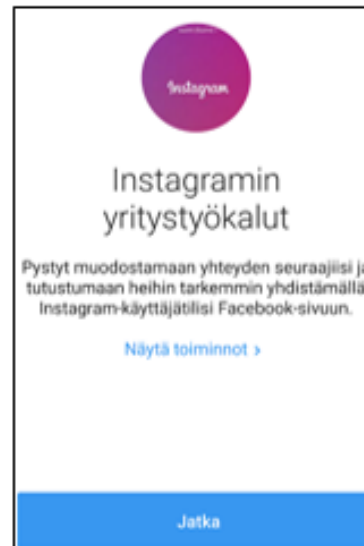 Instagram
Instagramin
yritystyökalut
Pystyt muodostamaan yhteyden seuraajiisi ja
tutustumaan heihin tarkemmin yhdistämällä
Instagram-käyttäjätilisi Facebook-sivuun.
Näytä toiminnot >
Jatka